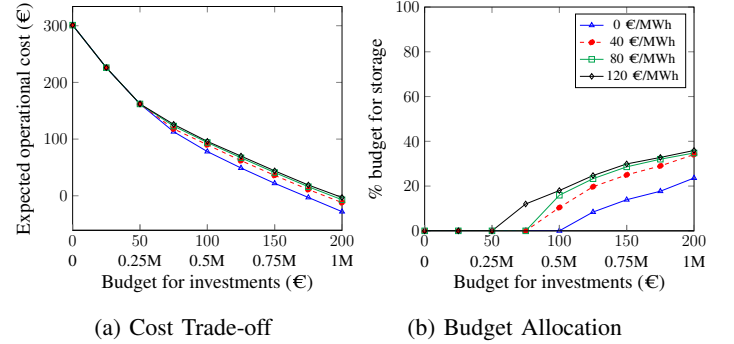 300
200
100
0
Expected operational cost (€)
0 50 100 150 200
0 0.25M 0.5M 0.75M 1M
Budget for investments (€)
(a) Cost Trade-off
100
80
60
40
20
0
% budget for storage
0 €/MWh
40 €/MWh
80 €/MWh
120 €/MWh
0 50 100 150 200
0 0.25M 0.5M 0.75M 1M
Budget for investments (€)
(b) Budget Allocation